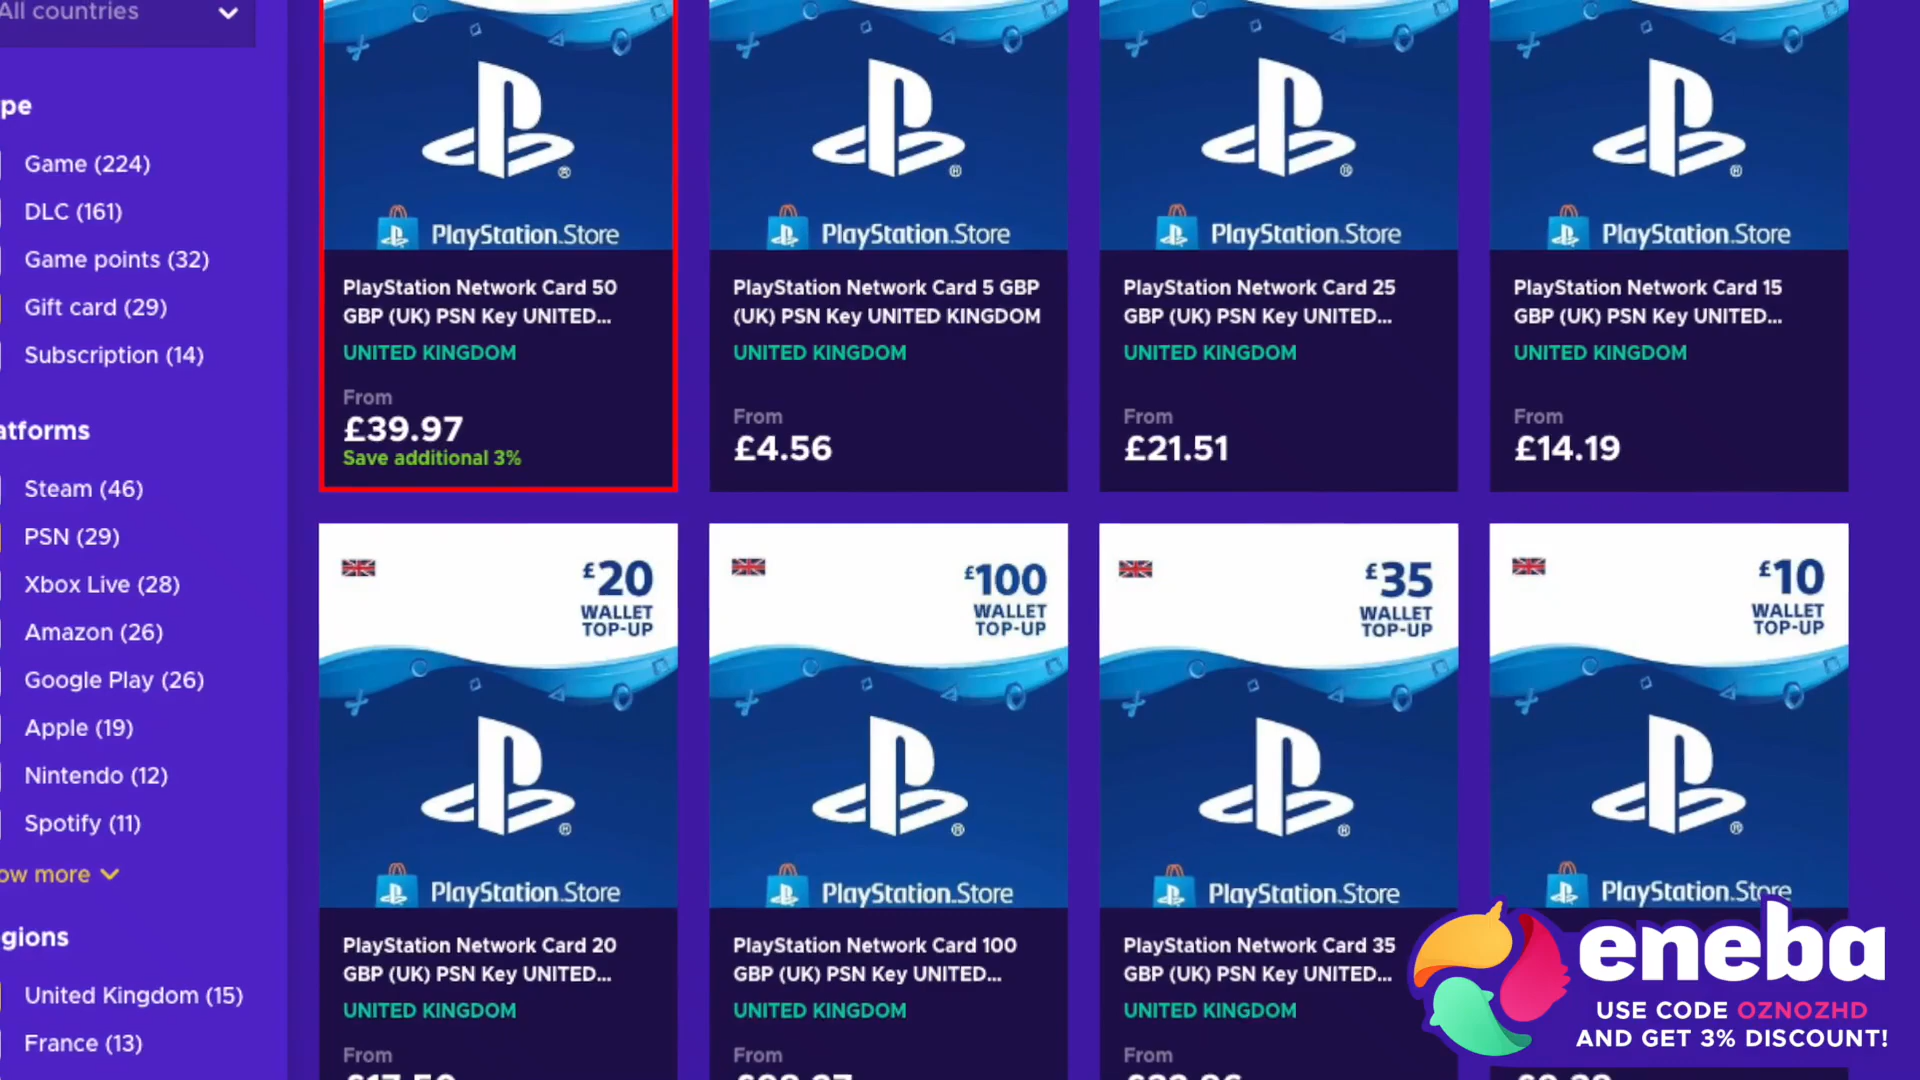 All countries
pe
Game (224)
DLC (161)
Game points (32)
Gift card (29)
Subscription (14)
atforms
Steam (46)
PSN (29)
Xbox Live (28)
Amazon (26)
Google Play (26)
Apple (19)
Nintendo (12)
Spotify (11)
ow more
gions
United Kingdom (15)
France (13)
PlayStation.Store
PlayStation Network Card 50
GBP (UK) PSN Key UNITED...
UNITED KINGDOM
From
£39.97
Save additional 3%
PlayStation.Store
PlayStation Network Card 5 GBP
(UK) PSN Key UNITED KINGDOM
UNITED KINGDOM
From
£4.56
PlayStation.Store
PlayStation Network Card 25
GBP (UK) PSN Key UNITED...
UNITED KINGDOM
From
£21.51
PlayStation.Store
PlayStation Network Card 15
GBP (UK) PSN Key UNITED...
UNITED KINGDOM
From
£14.19
£20
WALLET
TOP-UP
PlayStation.Store
PlayStation Network Card 20
GBP (UK) PSN Key UNITED...
UNITED KINGDOM
From
£100
WALLET
TOP-UP
PlayStation.Store
PlayStation Network Card 100
GBP (UK) PSN Key UNITED...
UNITED KINGDOM
From
£35
WALLET
TOP-UP
PlayStation.Store
PlayStation Network Card 35
GBP (UK) PSN Key UNITED...
UNITED KINGDOM
From
£10
WALLET
TOP-UP
PlayStation.Store
eneba
USE CODE OZNOZHD
AND GET 3% DISCOUNT!